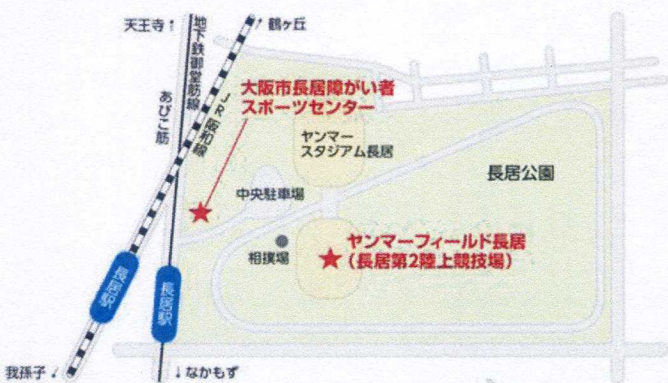 天王寺↑
地下鉄御堂筋線
↗鶴ヶ丘
あびこ筋
JR阪和線
大阪市長居障がい者
スポーツセンター
ヤンマー
スタジアム長居
長居公園
中央駐車場
相撲場
ヤンマーフィールド長居
(長居第2陸上競技場)
長居駅
長居駅
我孫子↙
↓なかもず